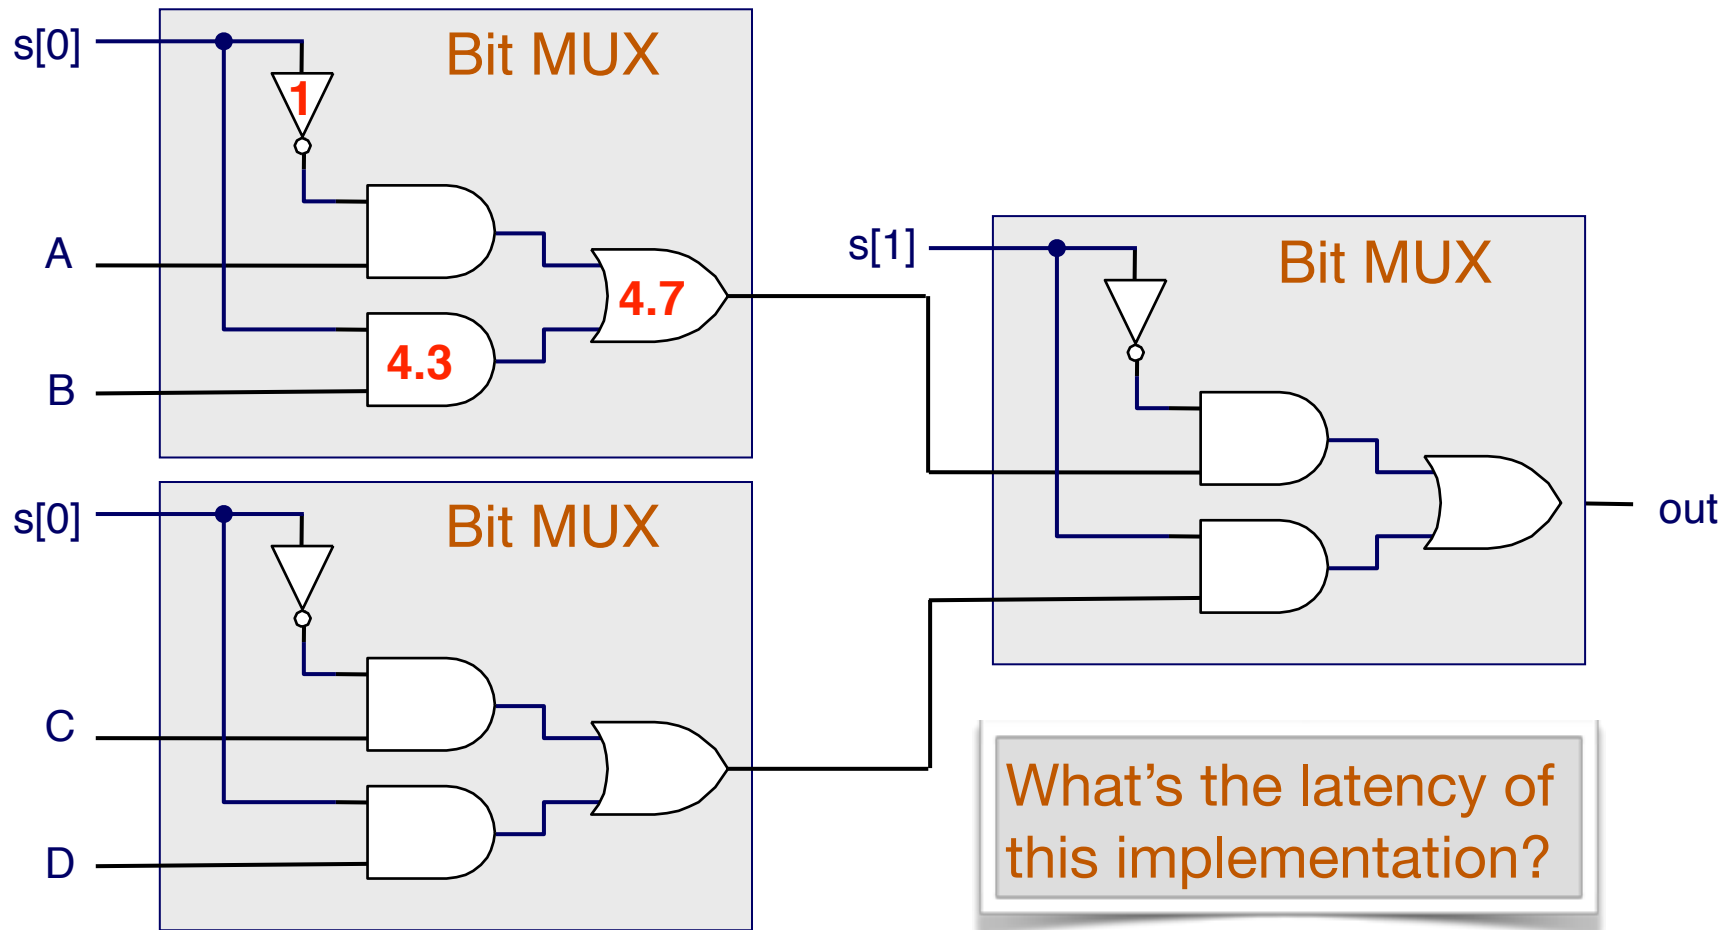 s[0]
Bit MUX
1
A
4.7
4.3
B
s[1]
Bit MUX
out
s[0]
Bit MUX
C
D
What’s the latency of
this implementation?